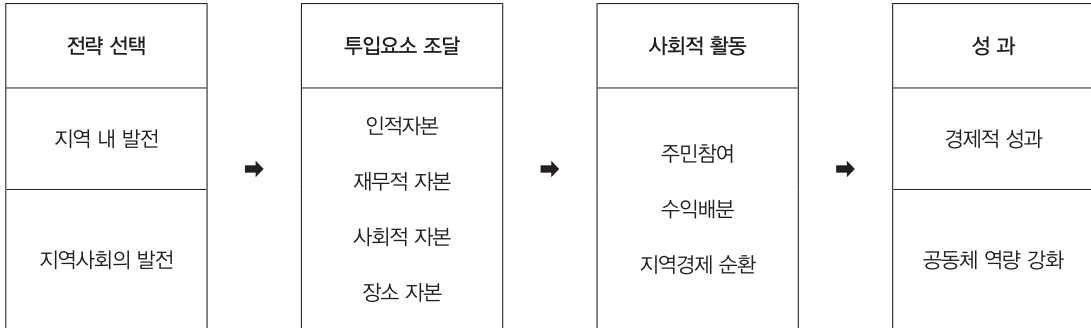 전략 선택
지역 내 발전
지역사회의 발전
투입요소 조달
인적자본
재무적 자본
사회적 자본
장소 자본
사회적 활동
주민참여
수익배분
지역경제 순환
성 과
경제적 성과
공동체 역량 강화